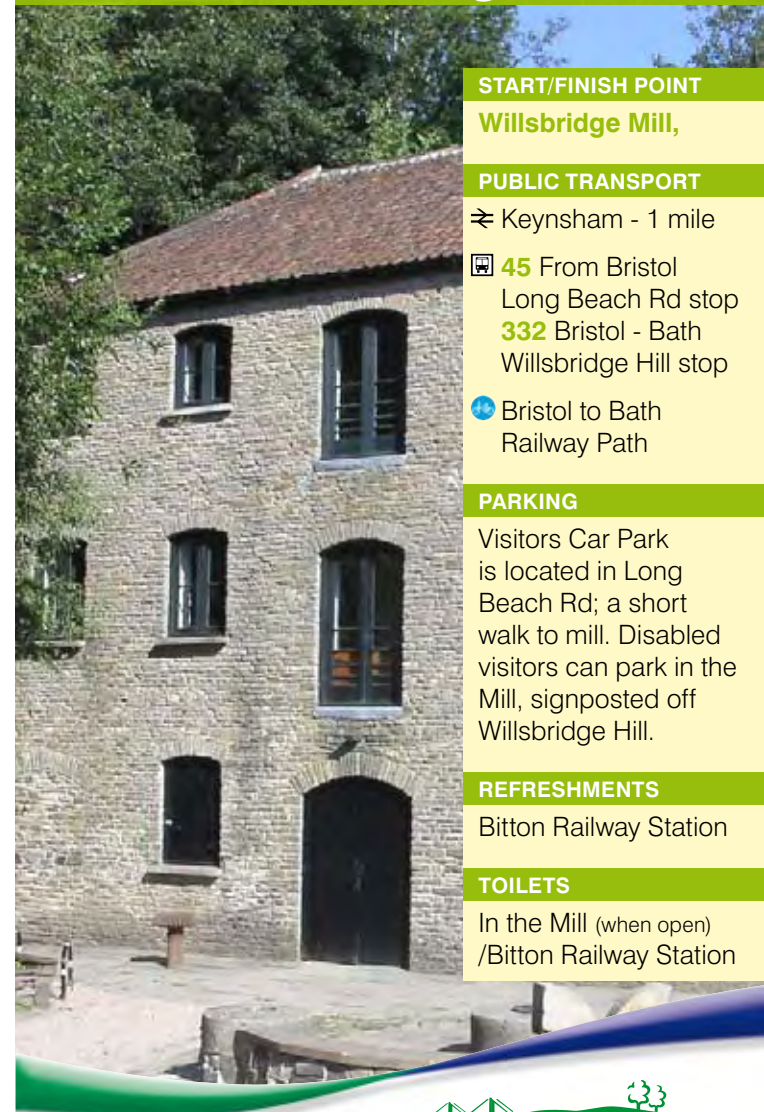 START/FINISH POINT
Willsbridge Mill,
PUBLIC TRANSPORT
Keynsham - 1 mile
45 From Bristol
Long Beach Rd stop
332 Bristol - Bath
Willsbridge Hill stop
Bristol to Bath
Railway Path
PARKING
Visitors Car Park
is located in Long
Beach Rd; a short
walk to mill. Disabled
visitors can park in the
Mill, signposted off
Willsbridge Hill.
REFRESHMENTS
Bitton Railway Station
TOILETS
In the Mill (when open)
/Bitton Railway Station